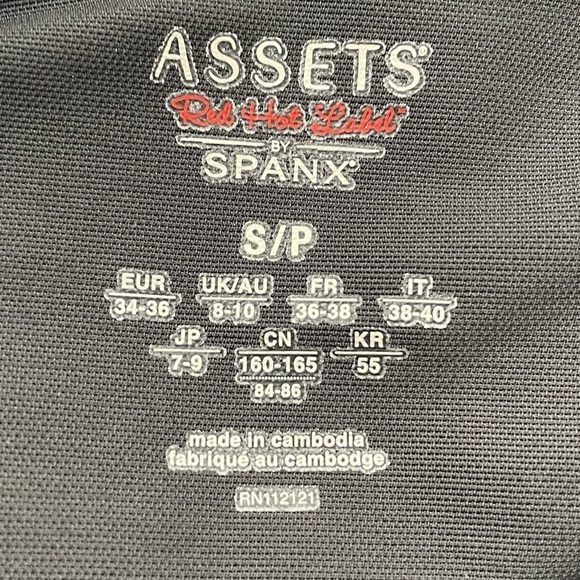 ASSETS®
Red Hot Label™
BY
SPANX®
S/P
EUR UK/AU FR IT
34-36 8-10 36-38 38-40
JP CN KR
7-9 160-165 55
84-86
made in cambodia
fabriqué au cambodge
RN112121